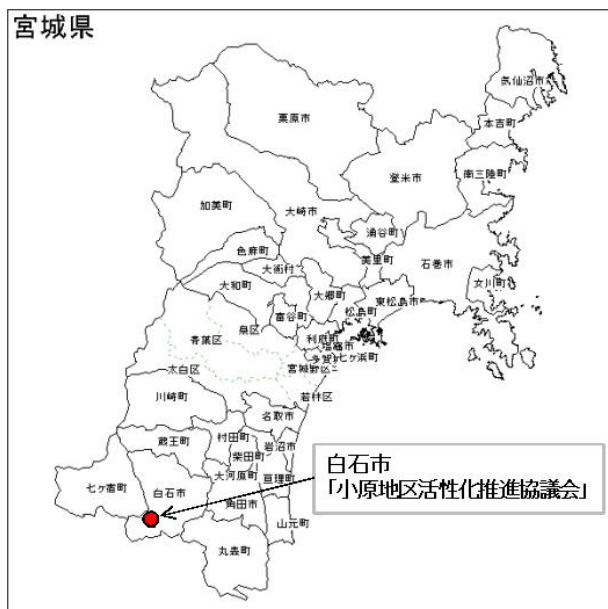 宮城県
気仙沼市
本吉町
栗原市
登米市
南三陸町
加美町
大崎市
涌谷町
色麻町
美里町
石巻市
大衡村
女川町
大和町
大郷町
松島町
東松島市
富谷町
泉区
利府町
塩竈市
青葉区
多賀
七ヶ浜町
宮城野区
太白区
若林区
川崎町
名取市
蔵王町
村田町
岩沼市
柴田町
七ヶ宿町
白石市
大河原町
亘理町
角田市
山元町
丸森町
白石市
「小原地区活性化推進協議会」